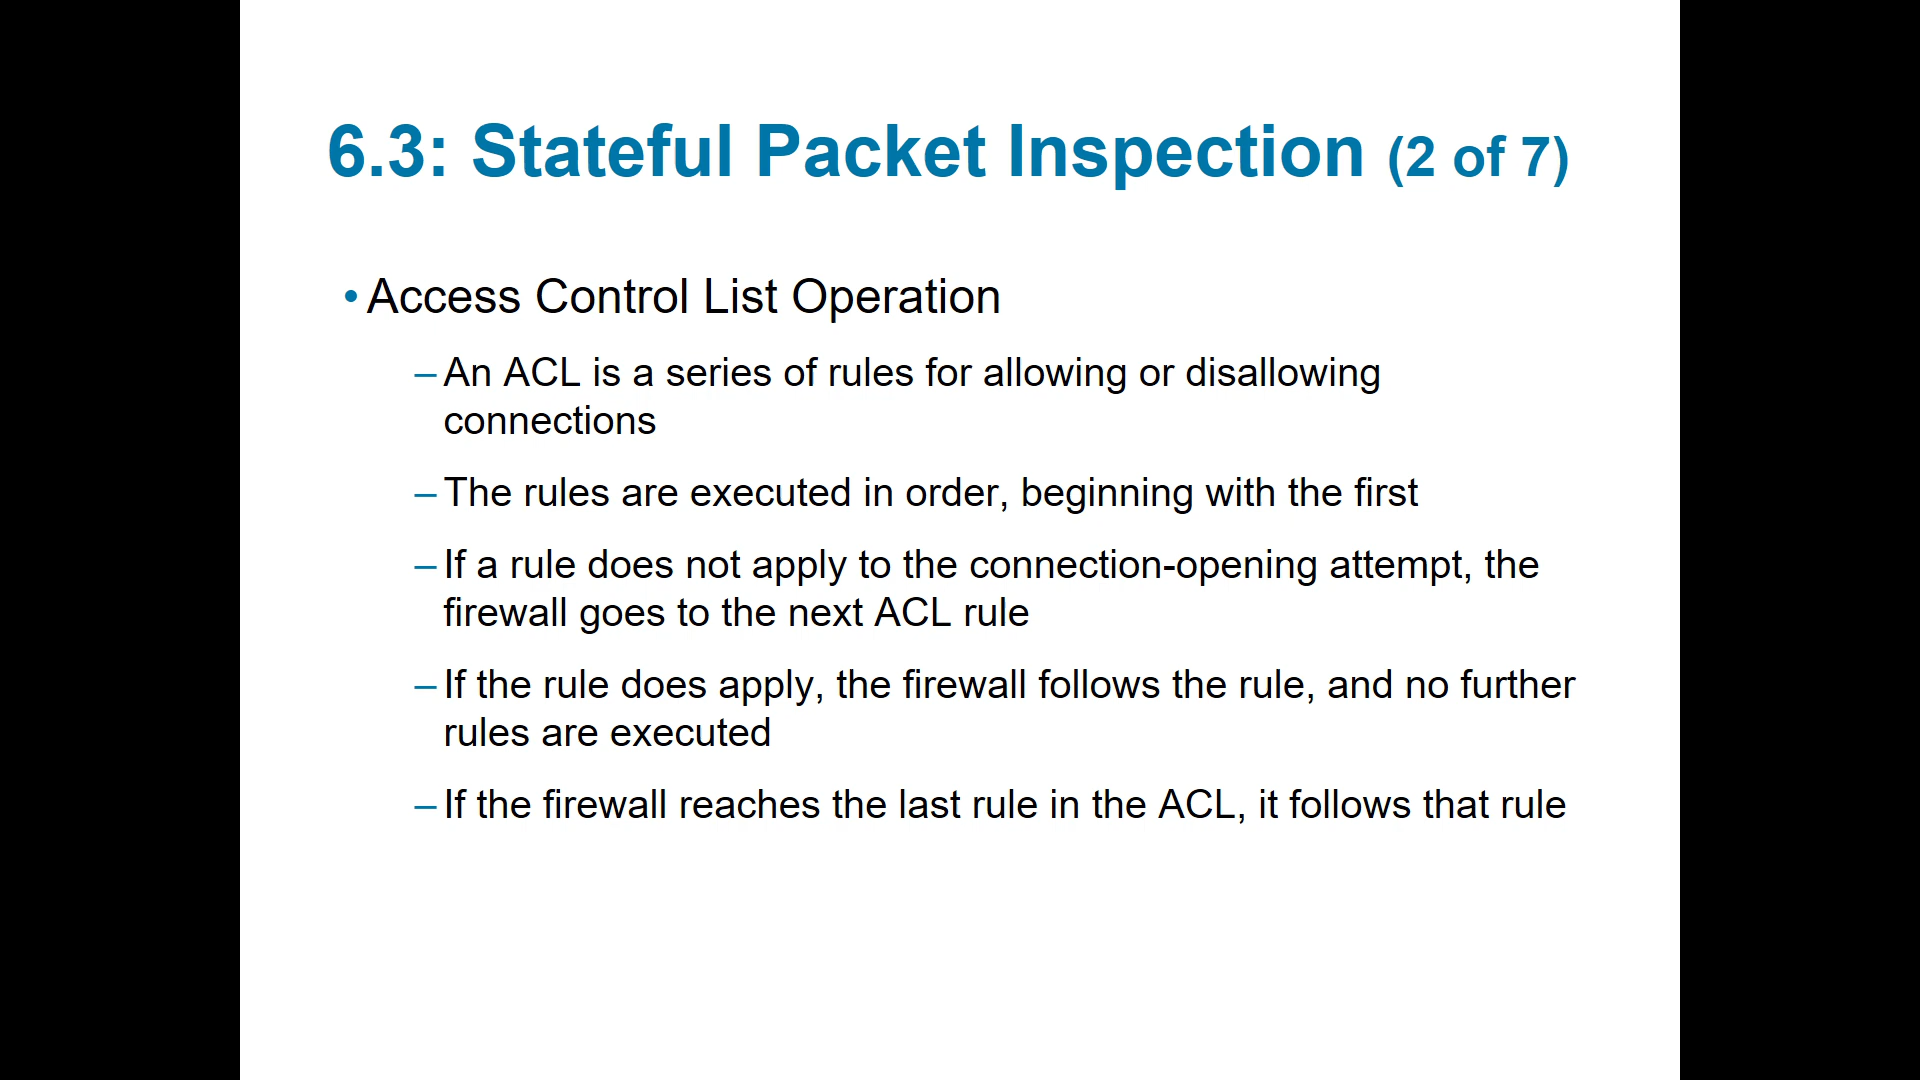 6.3: Stateful Packet Inspection (2 of 7)
• Access Control List Operation
– An ACL is a series of rules for allowing or disallowing
connections
– The rules are executed in order, beginning with the first
– If a rule does not apply to the connection-opening attempt, the
firewall goes to the next ACL rule
– If the rule does apply, the firewall follows the rule, and no further
rules are executed
– If the firewall reaches the last rule in the ACL, it follows that rule